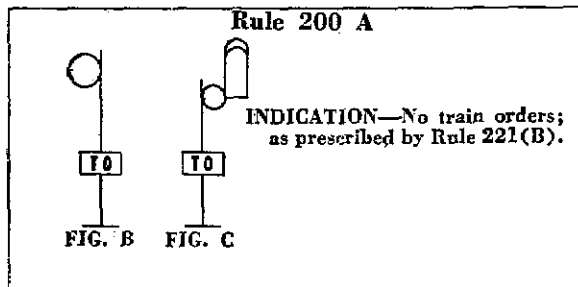 Rule 200 A
INDICATION—No train orders;
as prescribed by Rule 221(B).
TO TO
FIG. B FIG. C